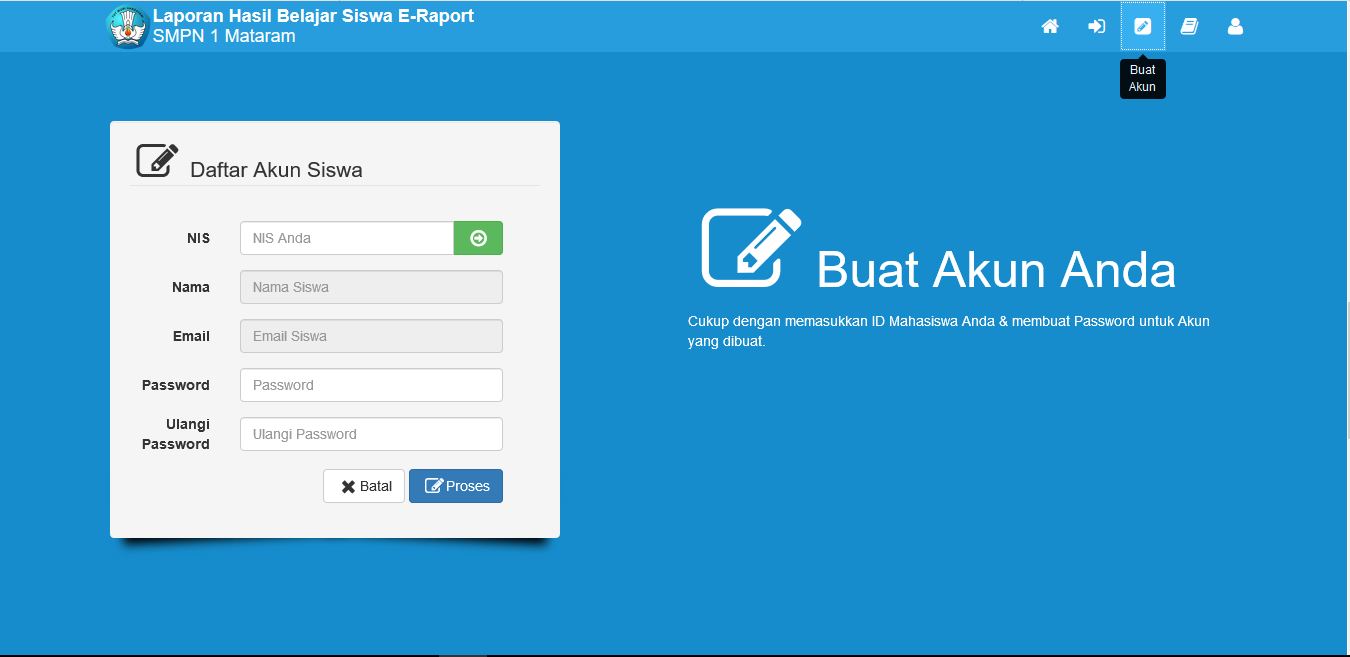 Laporan Hasil Belajar Siswa E-Raport
SMPN 1 Mataram
Buat
Akun
Daftar Akun Siswa
NIS
NIS Anda
Nama
Nama Siswa
Email
Email Siswa
Password
Password
Ulangi
Password
Ulangi Password
Batal
Proses
Buat Akun Anda
Cukup dengan memasukkan ID Mahasiswa Anda & membuat Password untuk Akun
yang dibuat.